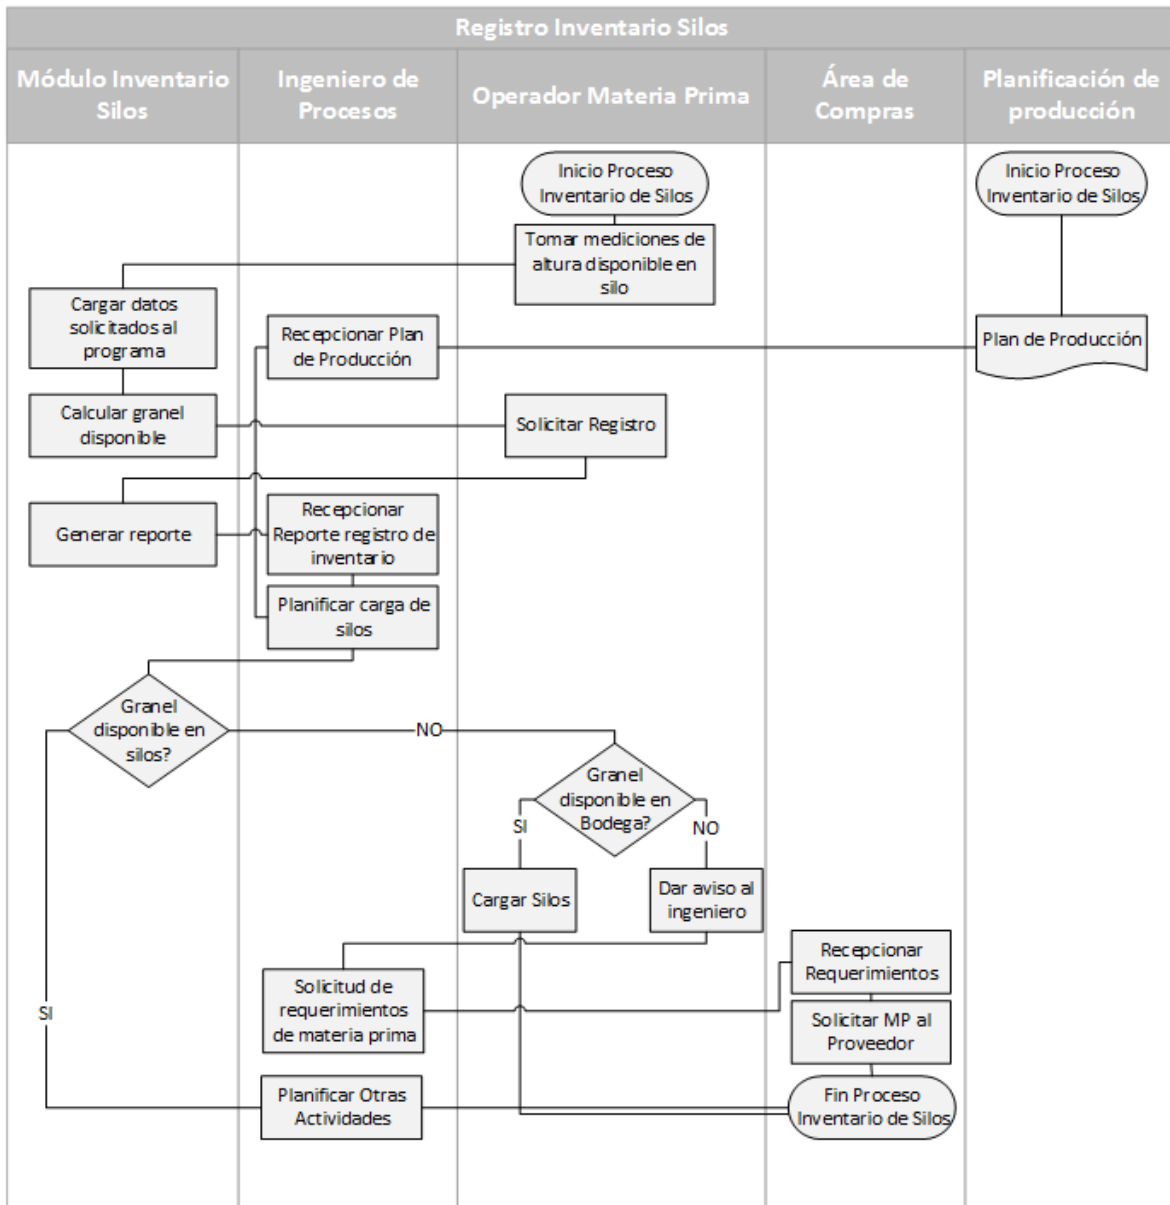 Registro Inventario Silos
Módulo Inventario
Silos
Ingeniero de
Procesos
Operador Materia Prima
Área de
Compras
Planificación de
producción
Inicio Proceso
Inventario de Silos
Inicio Proceso
Inventario de Silos
Tomar mediciones de
altura disponible en
silo
Cargar datos
solicitados al
programa
Recepcionar Plan
de Producción
Plan de Producción
Calcular granel
disponible
Solicitar Registro
Generar reporte
Recepcionar
Reporte registro de
inventario
Planificar carga de
silos
Granel
disponible en
silos?
NO
Granel
disponible en
Bodega?
SI
NO
Cargar Silos
Dar aviso al
ingeniero
Recepcionar
Requerimientos
Solicitud de
requerimientos
de materia prima
SI
Solicitar MP al
Proveedor
Planificar Otras
Actividades
Fin Proceso
Inventario de Silos